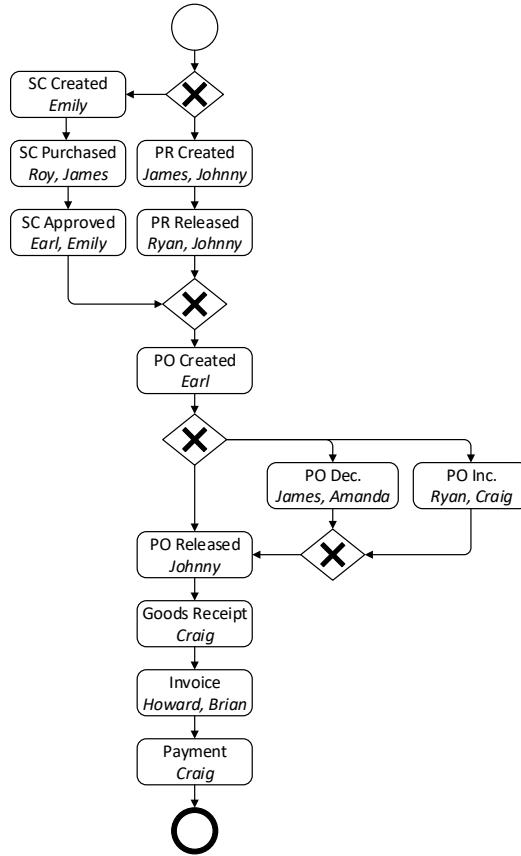 SC Created
Emily
SC Purchased
Roy, James
PR Created
James, Johnny
SC Approved
Earl, Emily
PR Released
Ryan, Johnny
PO Created
Earl
PO Dec.
James, Amanda
PO Inc.
Ryan, Craig
PO Released
Johnny
Goods Receipt
Craig
Invoice
Howard, Brian
Payment
Craig